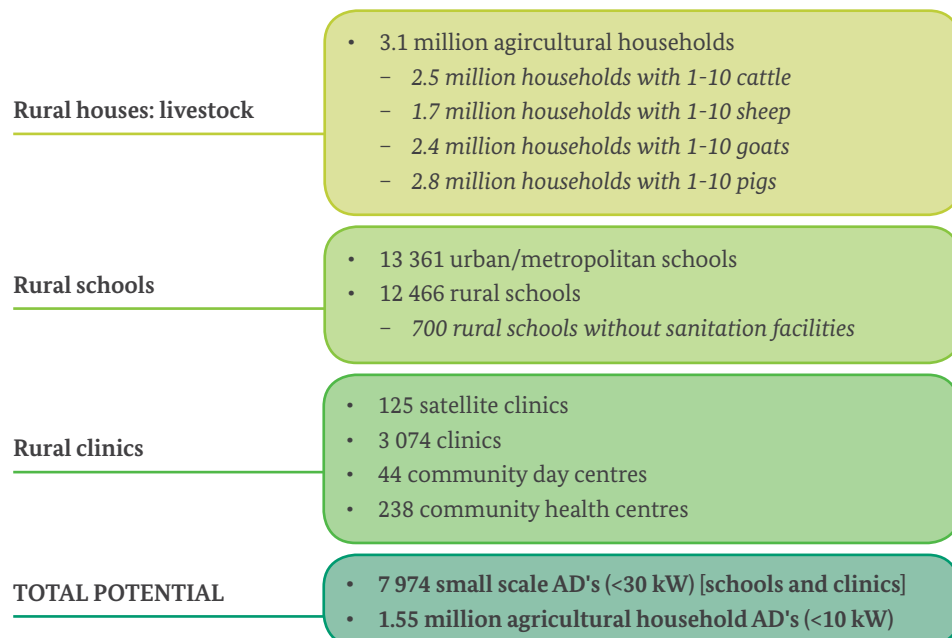 Rural houses: livestock
• 3.1 million agircultural households
– 2.5 million households with 1-10 cattle
– 1.7 million households with 1-10 sheep
– 2.4 million households with 1-10 goats
– 2.8 million households with 1-10 pigs
Rural schools
• 13 361 urban/metropolitan schools
• 12 466 rural schools
– 700 rural schools without sanitation facilities
Rural clinics
• 125 satellite clinics
• 3 074 clinics
• 44 community day centres
• 238 community health centres
TOTAL POTENTIAL
• 7 974 small scale AD's (<30 kW) [schools and clinics]
• 1.55 million agricultural household AD's (<10 kW)